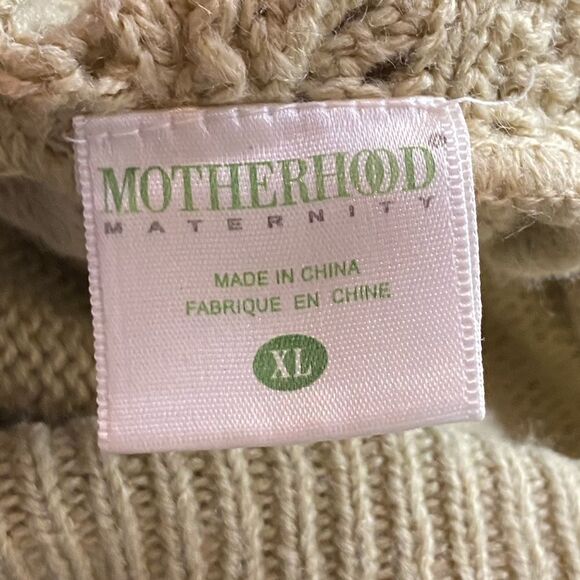 MOTHERHOOD
MATERNITY
MADE IN CHINA
FABRIQUE EN CHINE
XL